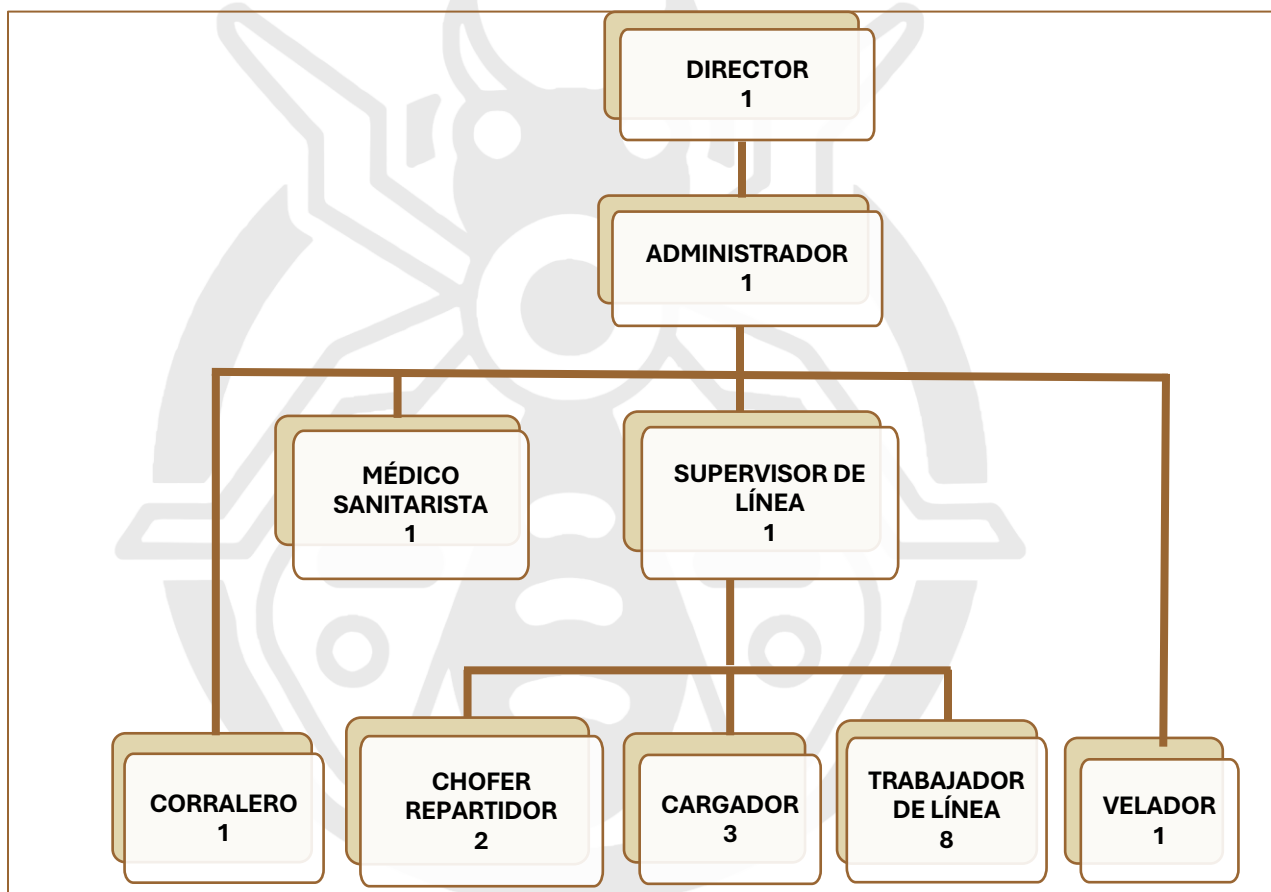 DIRECTOR
1
ADMINISTRADOR
1
MÉDICO
SANITARISTA
1
SUPERVISOR DE
LÍNEA
1
CORRALERO
1
CHOFER
REPARTIDOR
2
CARGADOR
3
TRABAJADOR
DE LÍNEA
8
VELADOR
1